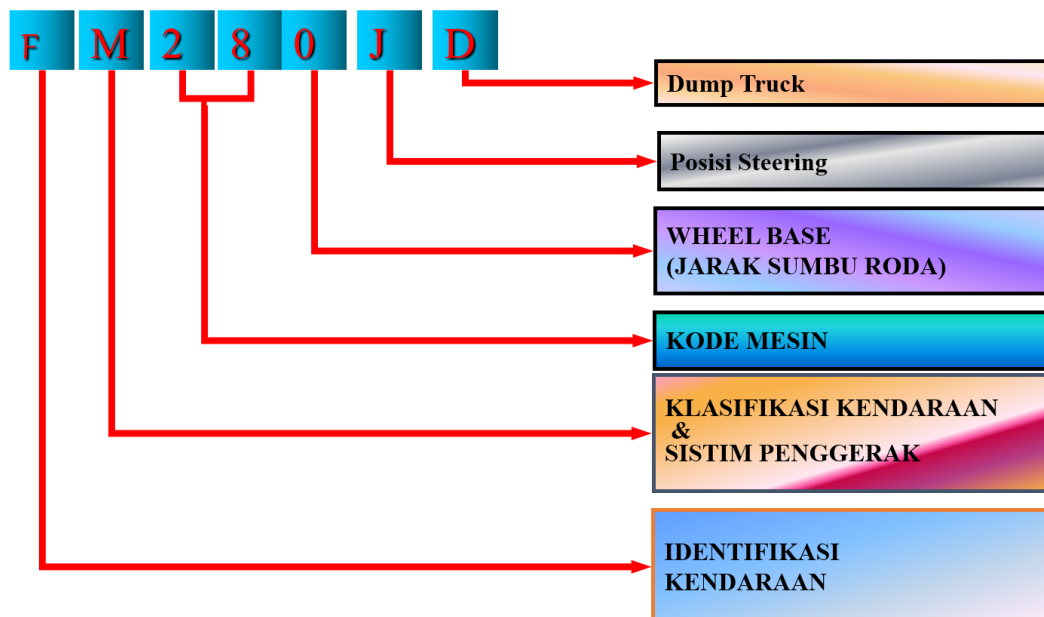 F M 2 8 0 J D
Dump Truck
Posisi Steering
WHEEL BASE
(JARAK SUMBU RODA)
KODE MESIN
KLASIFIKASI KENDARAAN
&
SISTIM PENGGERAK
IDENTIFIKASI
KENDARAAN